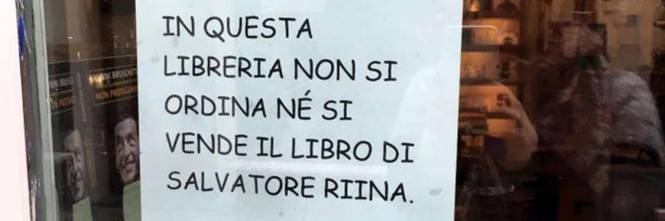 IN QUESTA
LIBRERIA NON SI
ORDINA NÉ SI
VENDE IL LIBRO DI
SALVATORE RIINA.